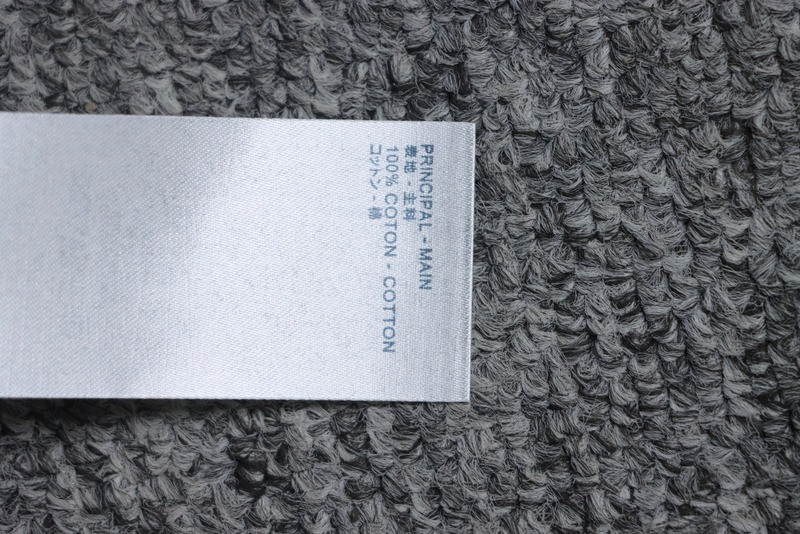 PRINCIPAL - MAIN
表地 - 主料
100% COTON - COTTON
コットン - 棉